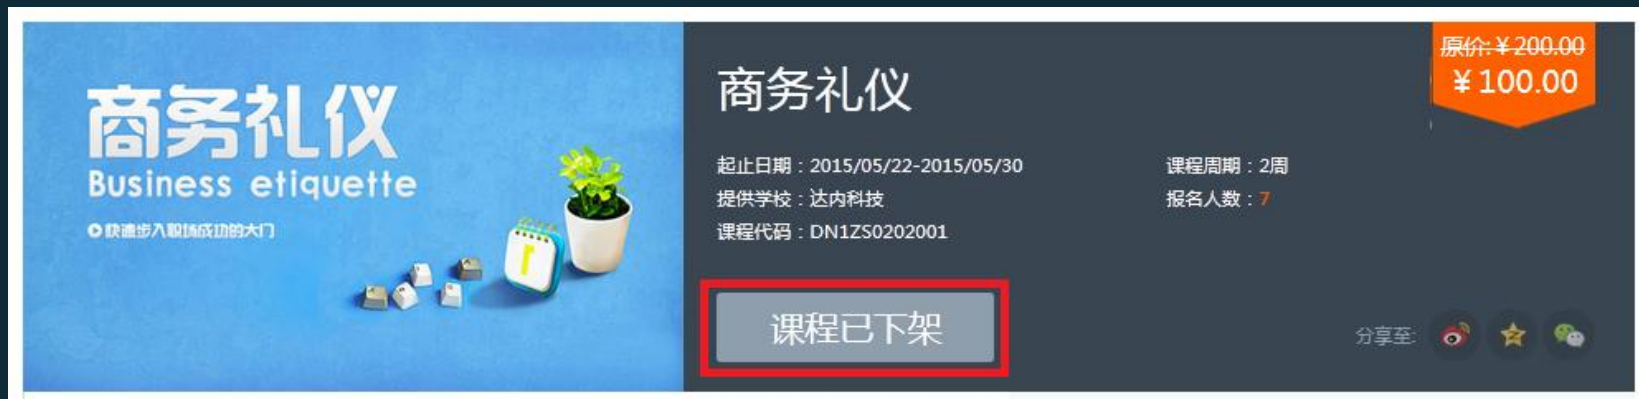 商务礼仪
Business etiquette
快速步入职场成功的大门
1
商务礼仪
原价:￥200.00
￥100.00
起止日期：2015/05/22-2015/05/30
课程周期：2周
提供学校：达内科技
报名人数：7
课程代码：DN1ZS0202001
课程已下架
分享至: